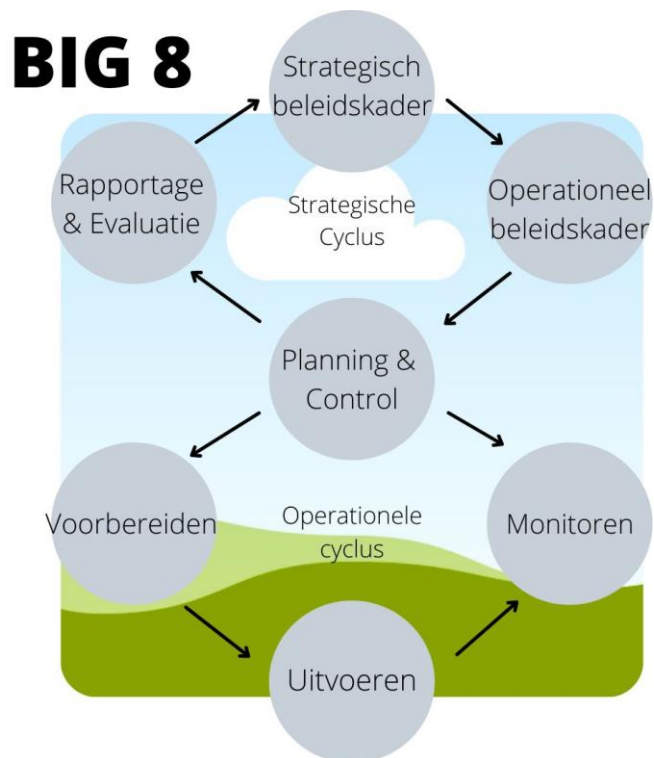 BIG 8
Strategisch
beleidskader
Rapportage
& Evaluatie
Strategische
Cyclus
Operationeel
beleidskader
Planning &
Control
Voorbereiden
Operationele
cyclus
Monitoren
Uitvoeren